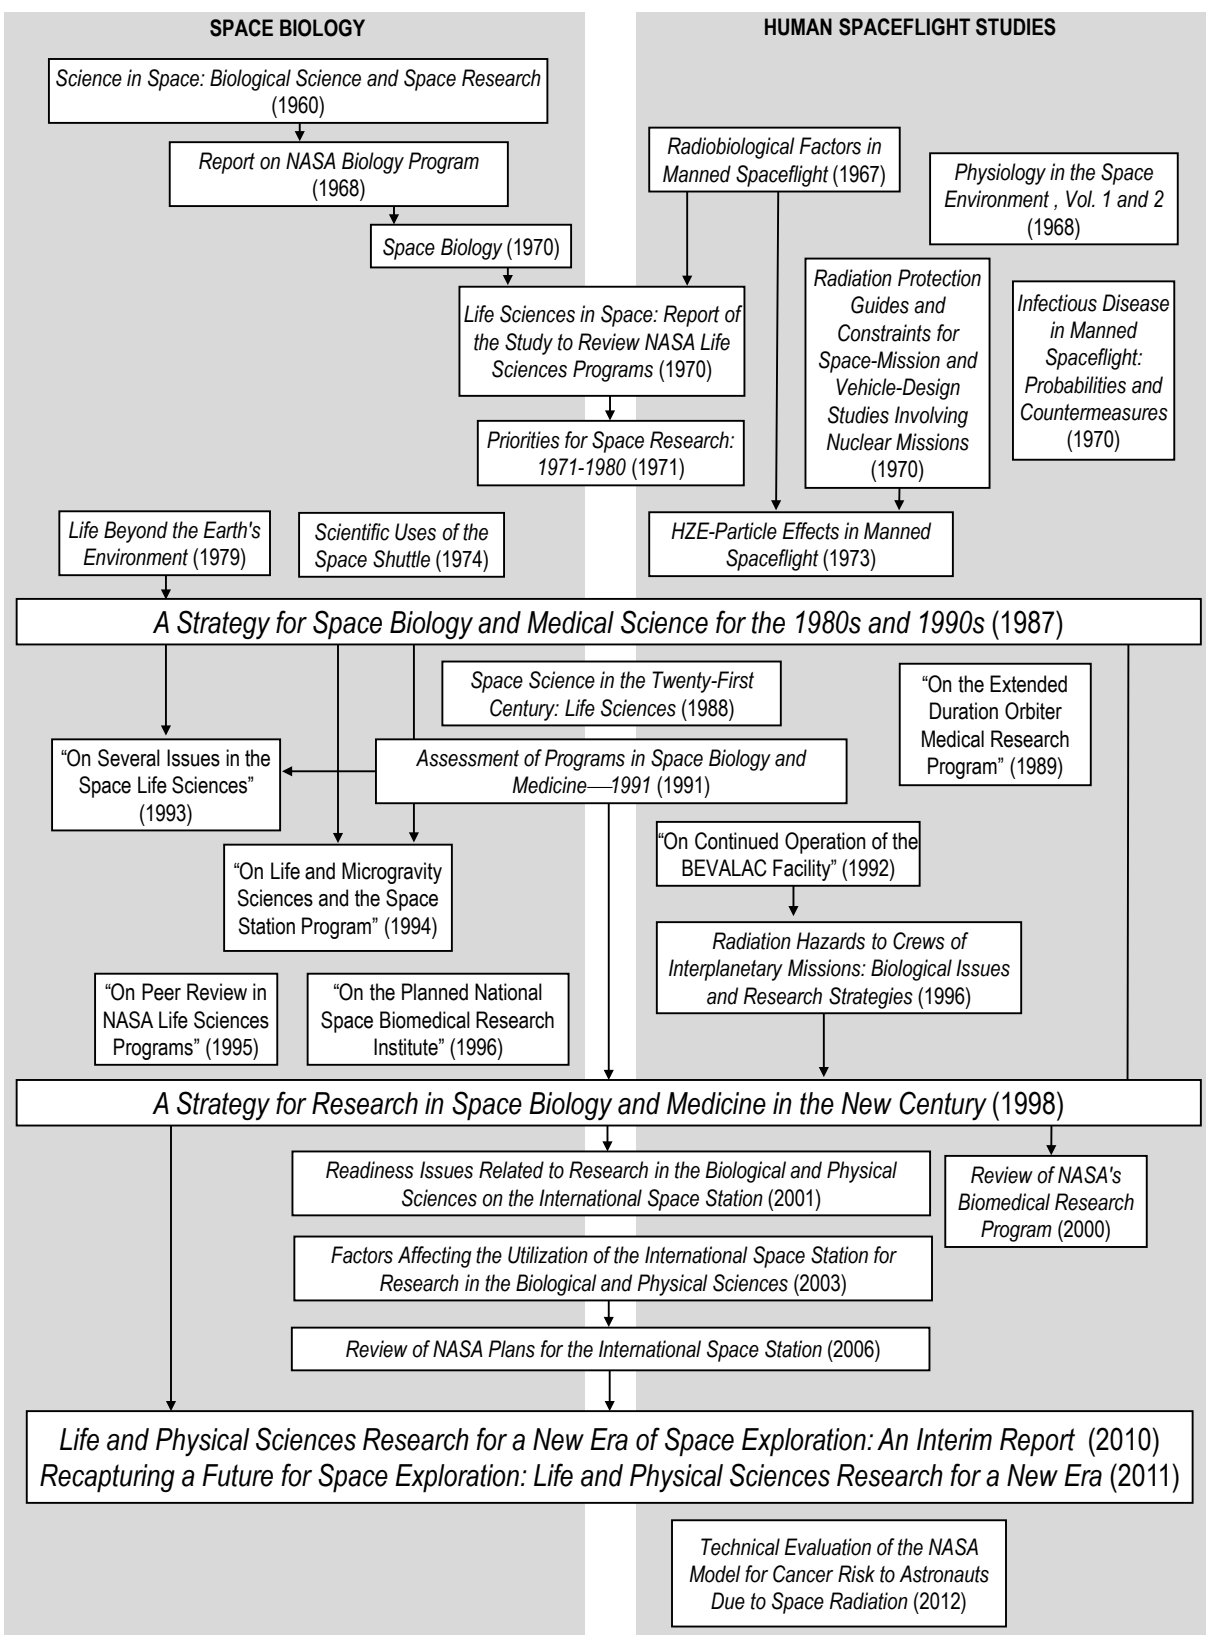 SPACE BIOLOGY
HUMAN SPACEFLIGHT STUDIES
Science in Space: Biological Science and Space Research
(1960)
Report on NASA Biology Program
(1968)
Space Biology (1970)
Radiobiological Factors in
Manned Spaceflight (1967)
Physiology in the Space
Environment , Vol. 1 and 2
(1968)
Life Sciences in Space: Report of
the Study to Review NASA Life
Sciences Programs (1970)
Radiation Protection
Guides and
Constraints for
Space-Mission and
Vehicle-Design
Studies Involving
Nuclear Missions
(1970)
Infectious Disease
in Manned
Spaceflight:
Probabilities and
Countermeasures
(1970)
Priorities for Space Research:
1971-1980 (1971)
Life Beyond the Earth's
Environment (1979)
Scientific Uses of the
Space Shuttle (1974)
HZE-Particle Effects in Manned
Spaceflight (1973)
A Strategy for Space Biology and Medical Science for the 1980s and 1990s (1987)
Space Science in the Twenty-First
Century: Life Sciences (1988)
“On the Extended
Duration Orbiter
Medical Research
Program” (1989)
“On Several Issues in the
Space Life Sciences”
(1993)
Assessment of Programs in Space Biology and
Medicine—1991 (1991)
“On Continued Operation of the
BEVALAC Facility” (1992)
“On Life and Microgravity
Sciences and the Space
Station Program” (1994)
Radiation Hazards to Crews of
Interplanetary Missions: Biological Issues
and Research Strategies (1996)
“On Peer Review in
NASA Life Sciences
Programs” (1995)
“On the Planned National
Space Biomedical Research
Institute” (1996)
A Strategy for Research in Space Biology and Medicine in the New Century (1998)
Readiness Issues Related to Research in the Biological and Physical
Sciences on the International Space Station (2001)
Review of NASA's
Biomedical Research
Program (2000)
Factors Affecting the Utilization of the International Space Station for
Research in the Biological and Physical Sciences (2003)
Review of NASA Plans for the International Space Station (2006)
Life and Physical Sciences Research for a New Era of Space Exploration: An Interim Report (2010)
Recapturing a Future for Space Exploration: Life and Physical Sciences Research for a New Era (2011)
Technical Evaluation of the NASA
Model for Cancer Risk to Astronauts
Due to Space Radiation (2012)